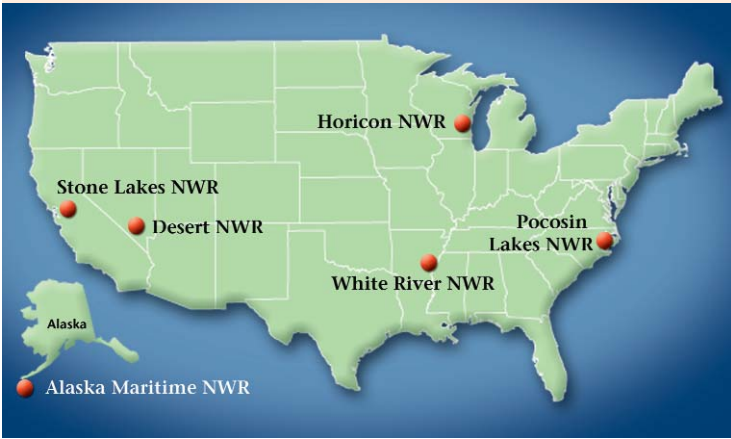 Horicon NWR
Stone Lakes NWR
Desert NWR
Pocosin
Lakes NWR
White River NWR
Alaska
Alaska Maritime NWR